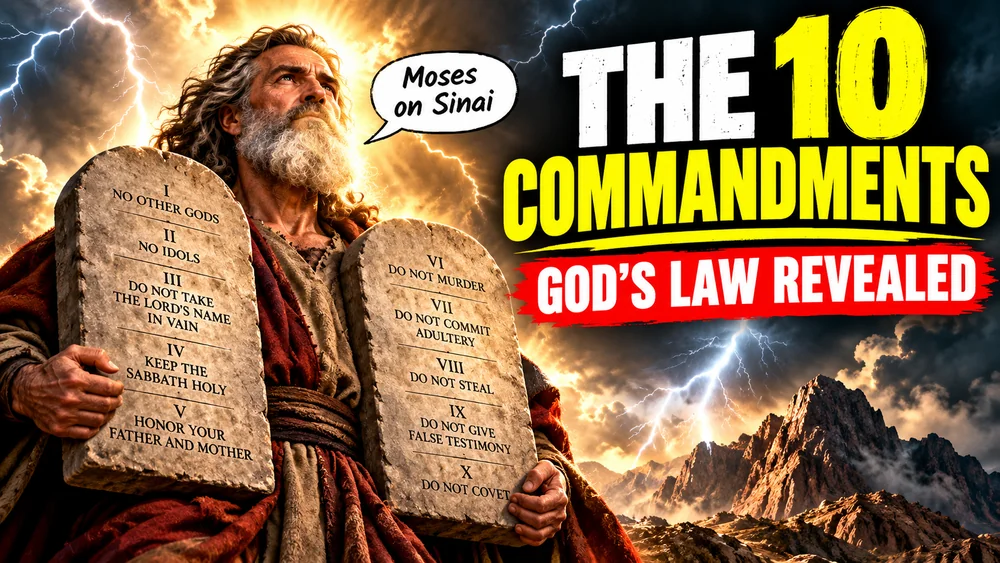 I
NO OTHER GODS
II
NO IDOLS
III
DO NOT TAKE
THE LORD'S NAME
IN VAIN
IV
KEEP THE
SABBATH HOLY
V
HONOR YOUR
FATHER AND MOTHER
VI
DO NOT MURDER
VII
DO NOT COMMIT
ADULTERY
VIII
DO NOT STEAL
IX
DO NOT GIVE
FALSE TESTIMONY
X
DO NOT COVET
Moses
on Sinai
THE 10
COMMANDMENTS
GOD'S LAW REVEALED